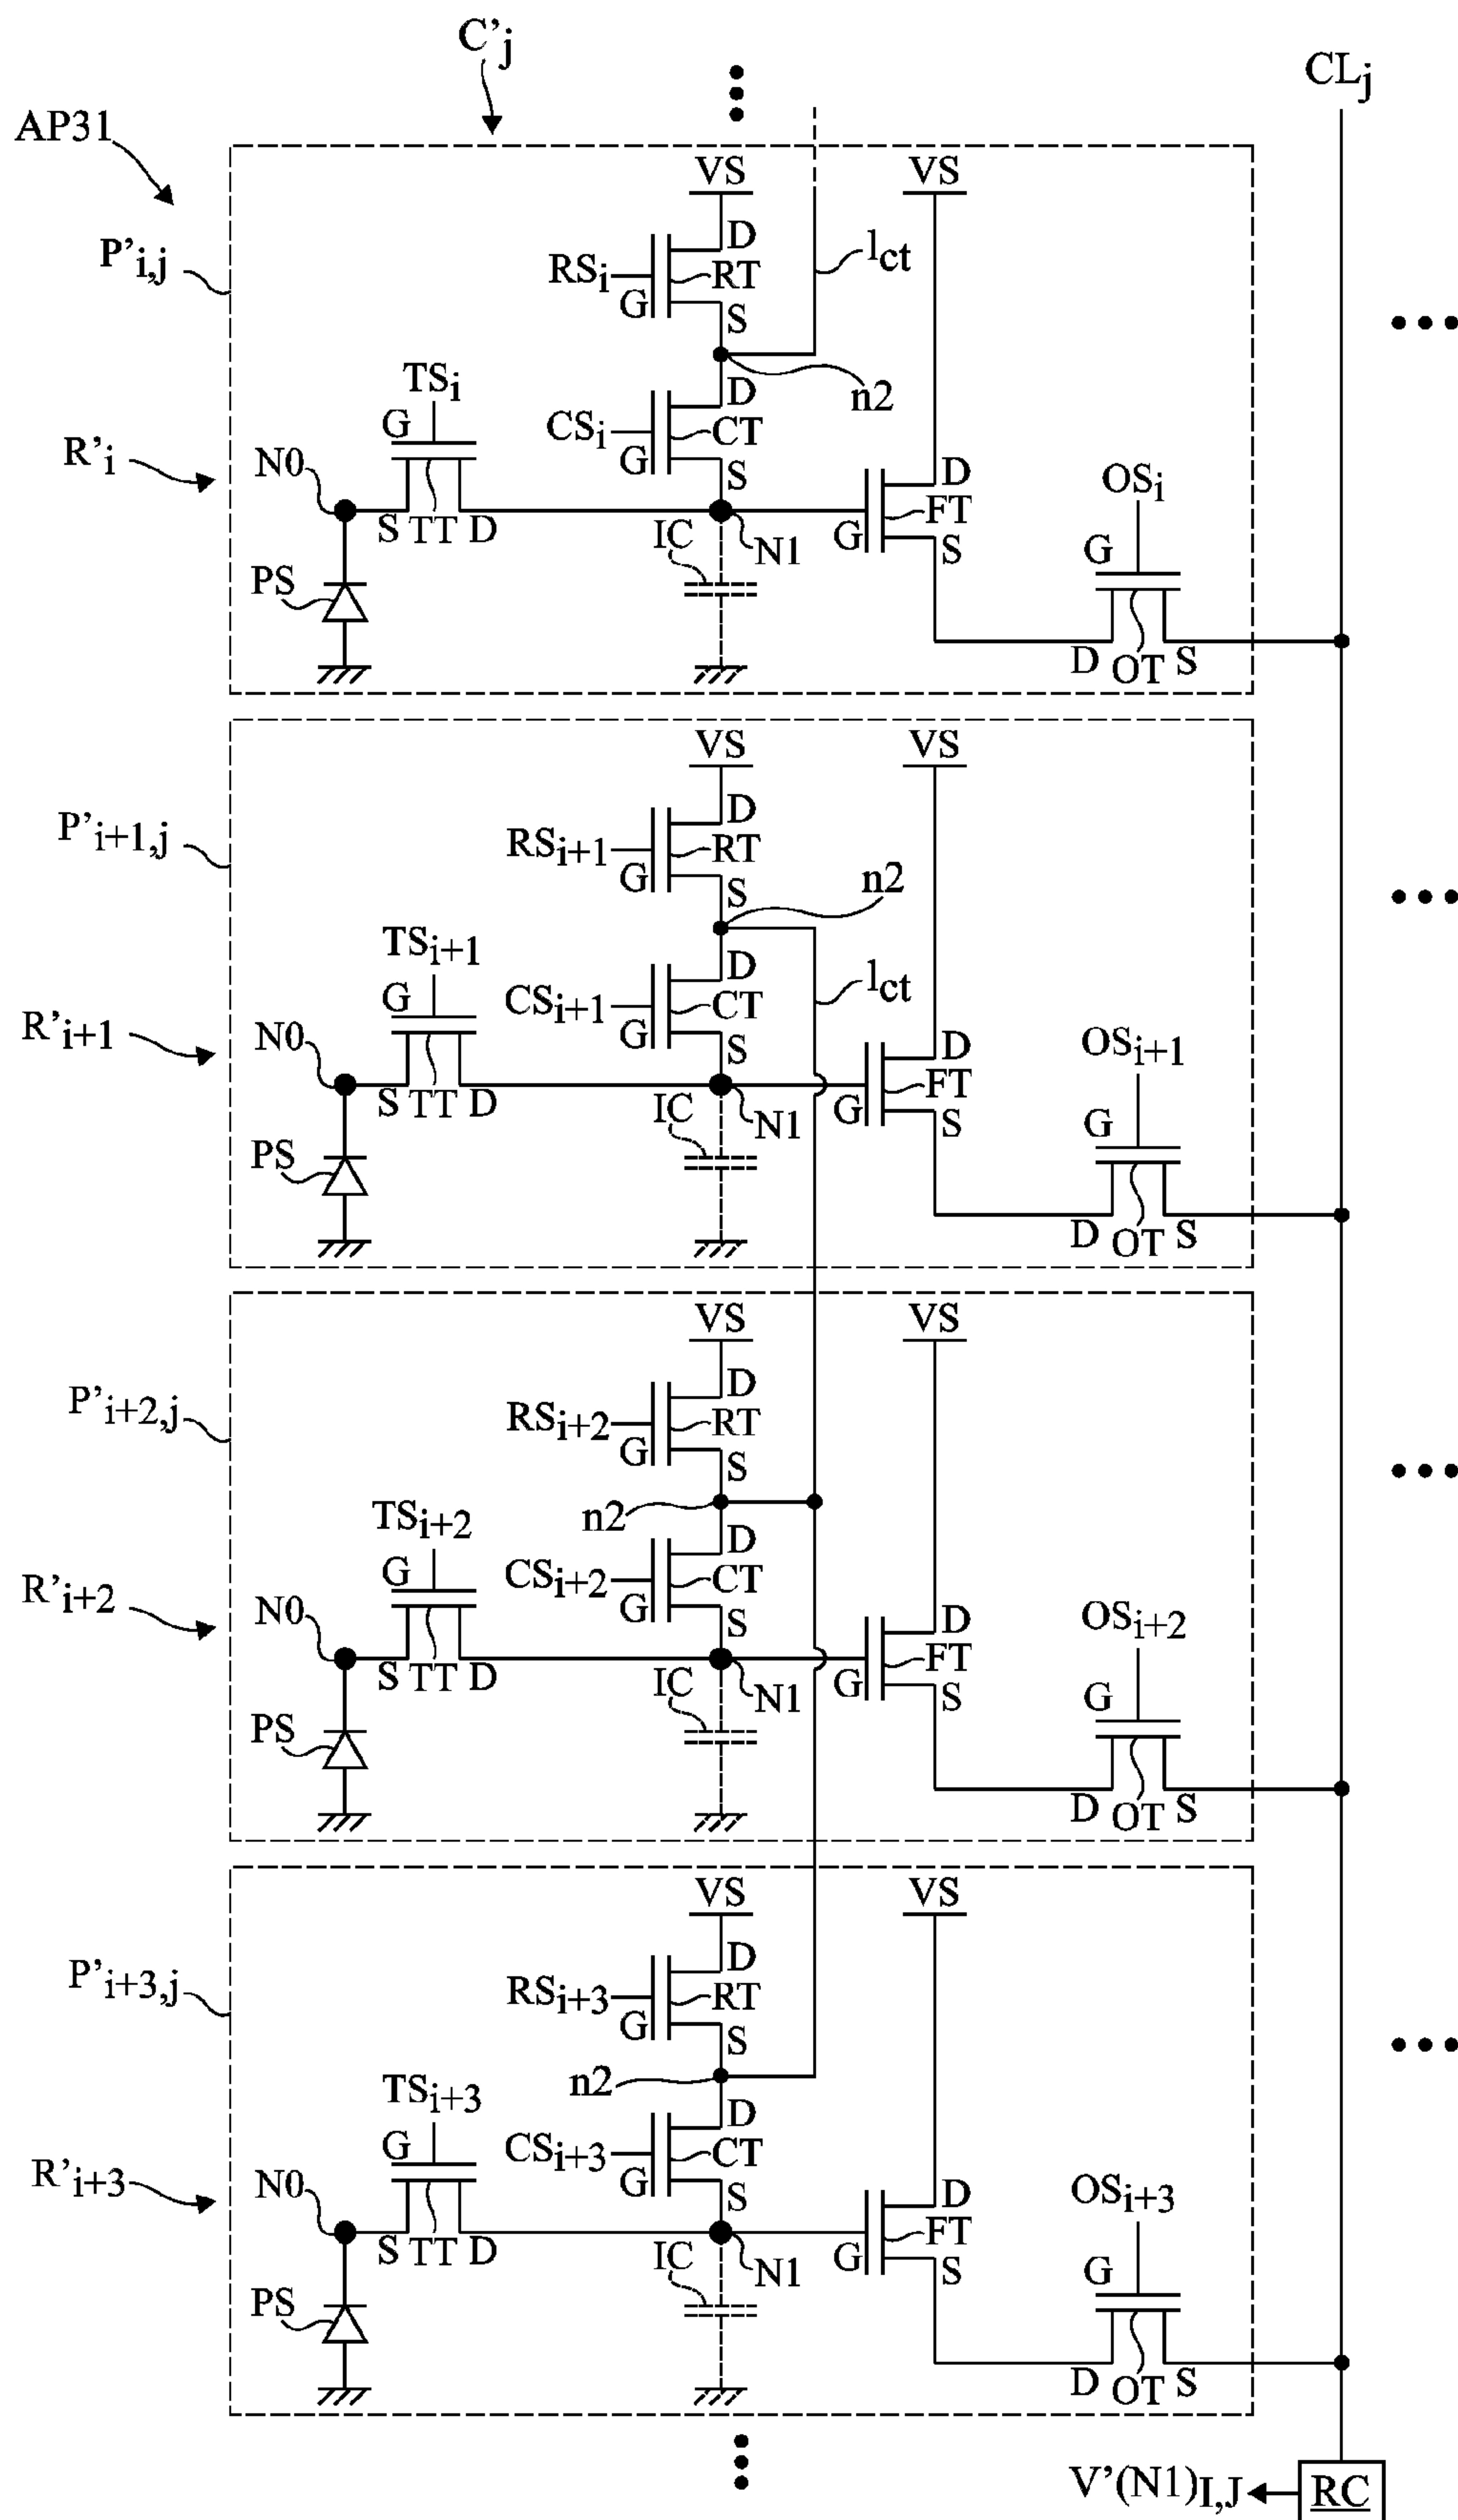 C'j
CLj
AP31
VS VS
P'i,j
D
RSi RT lct
G S
TSi n2
D
G CSi CT
R'i N0 G S D OSi
S TT D IC N1 G FT S G
PS
D OT S
VS VS
P'i+1,j
D
RSi+1 RT
G S n2
TSi+1 D lct
G CSi+1 CT
R'i+1 N0 G S D OSi+1
S TT D IC N1 G FT S G
PS
D OT S
VS VS
P'i+2,j
D
RSi+2 RT
G S
TSi+2 n2
D
G CSi+2 CT
R'i+2 N0 G S D OSi+2
S TT D IC N1 G FT S G
PS
D OT S
VS VS
P'i+3,j
D
RSi+3 RT
G S
TSi+3 n2
D
G CSi+3 CT
R'i+3 N0 G S D OSi+3
S TT D IC N1 G FT S G
PS
D OT S
V'(N1)I,J RC